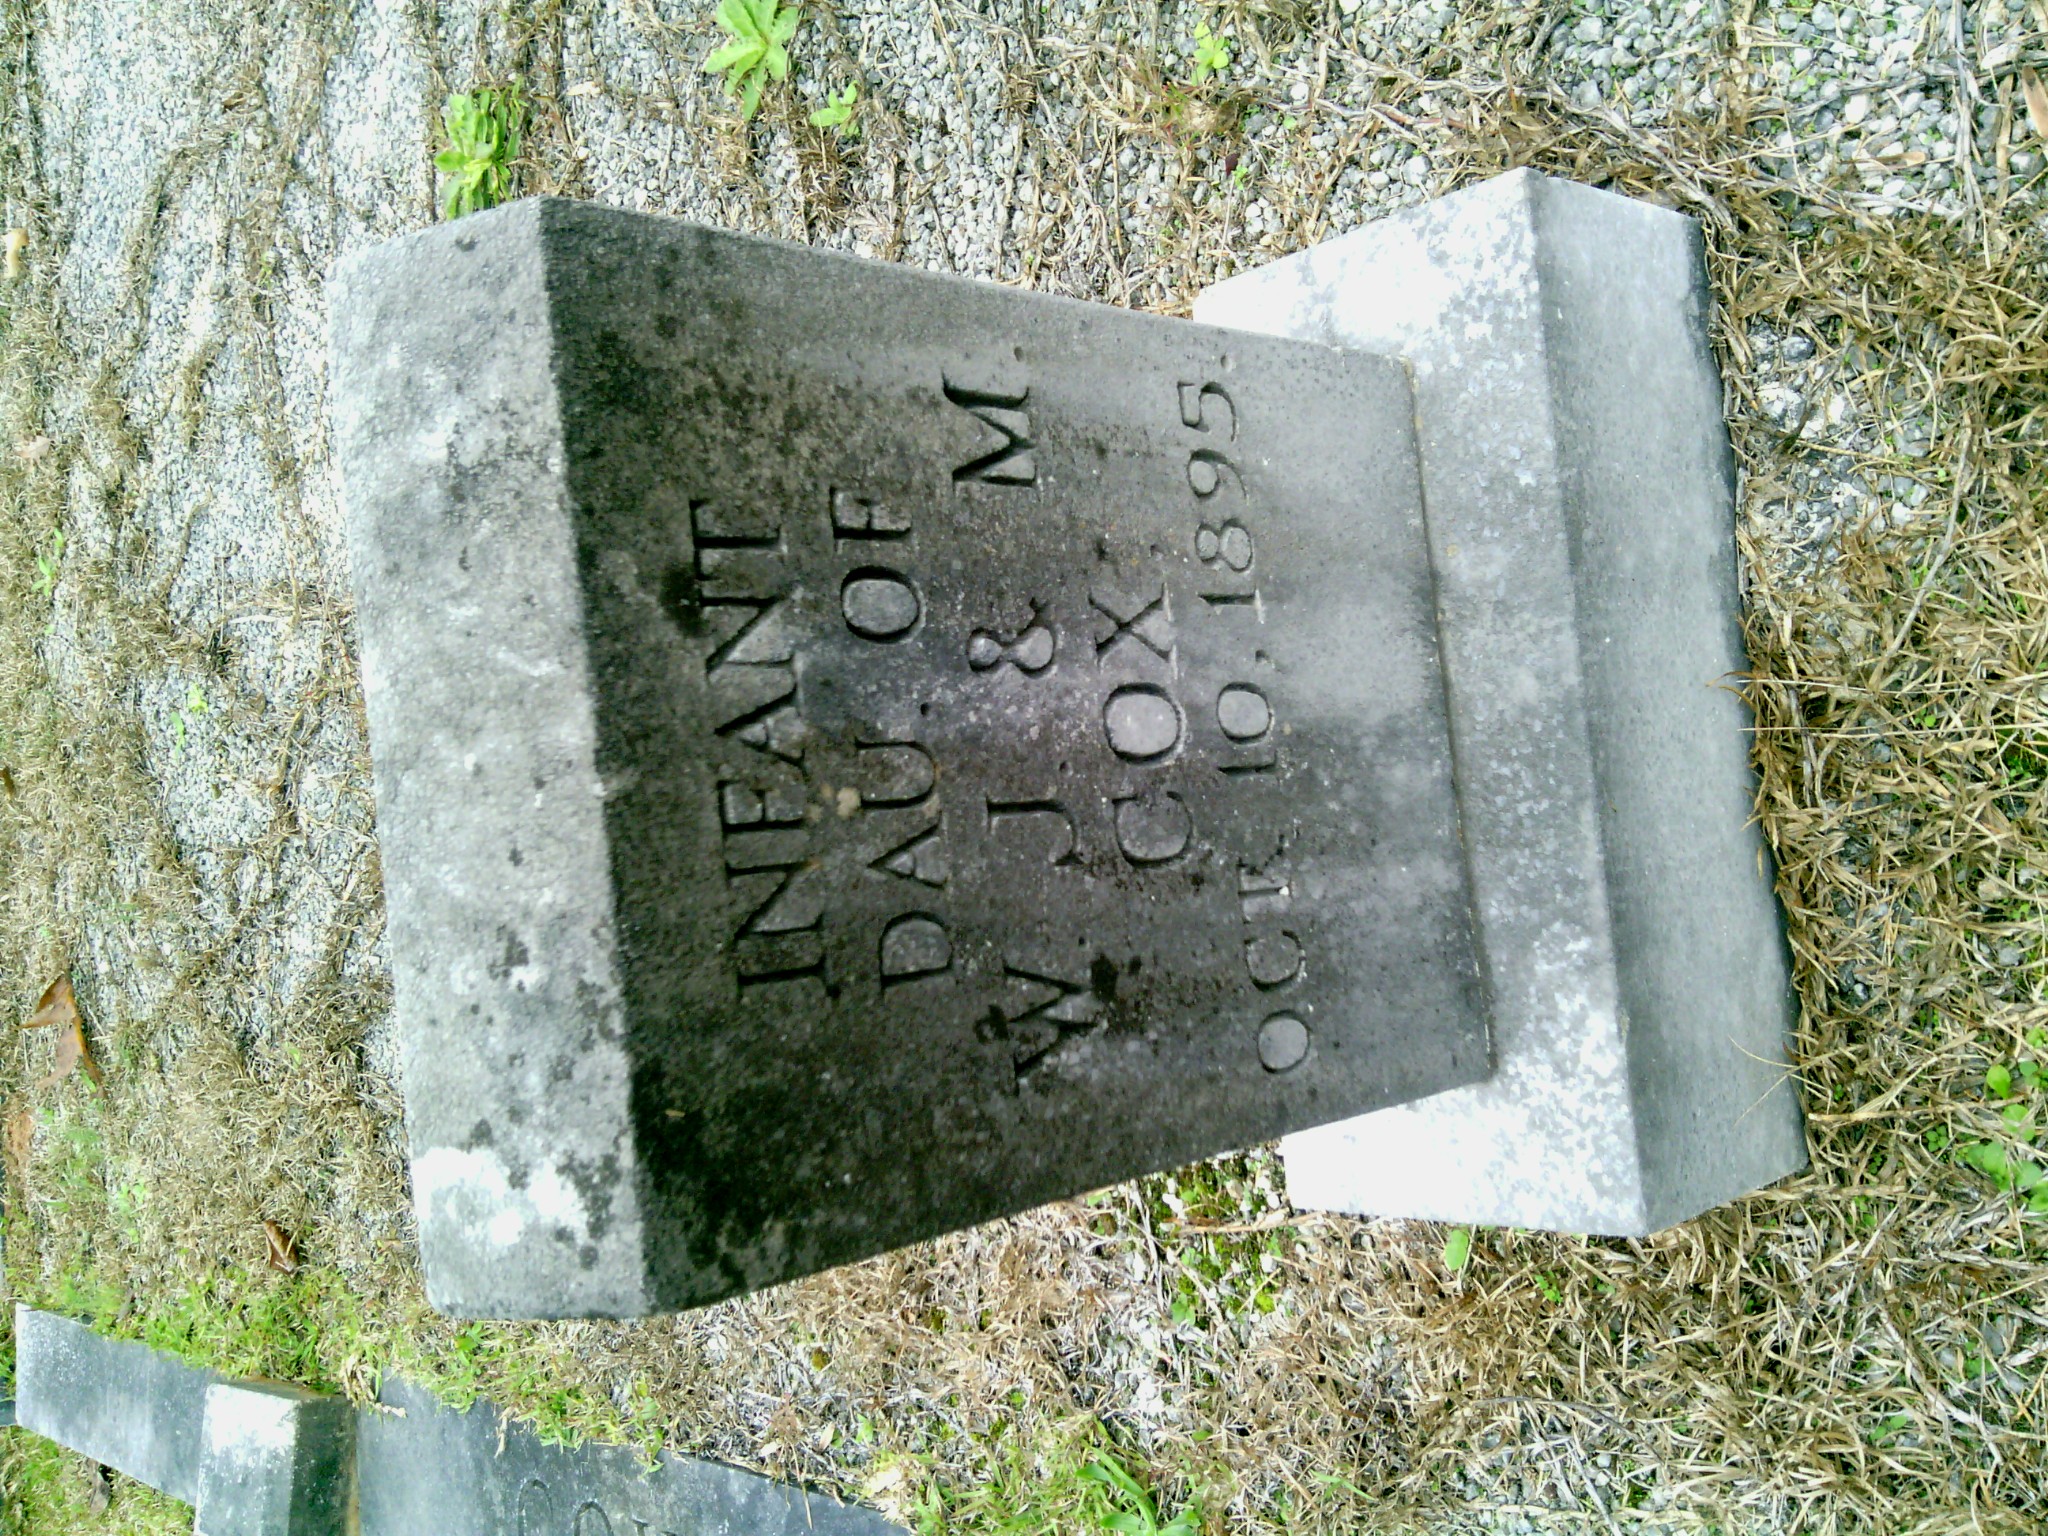 INFANT
DAU. OF
W J & M.
COX,
OCT. 10, 1895.